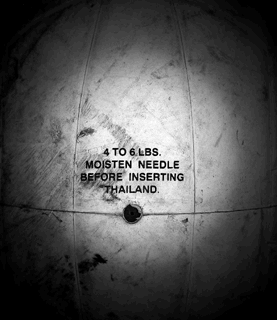 4 TO 6 LBS.
MOISTEN NEEDLE
BEFORE INSERTING
THAILAND.